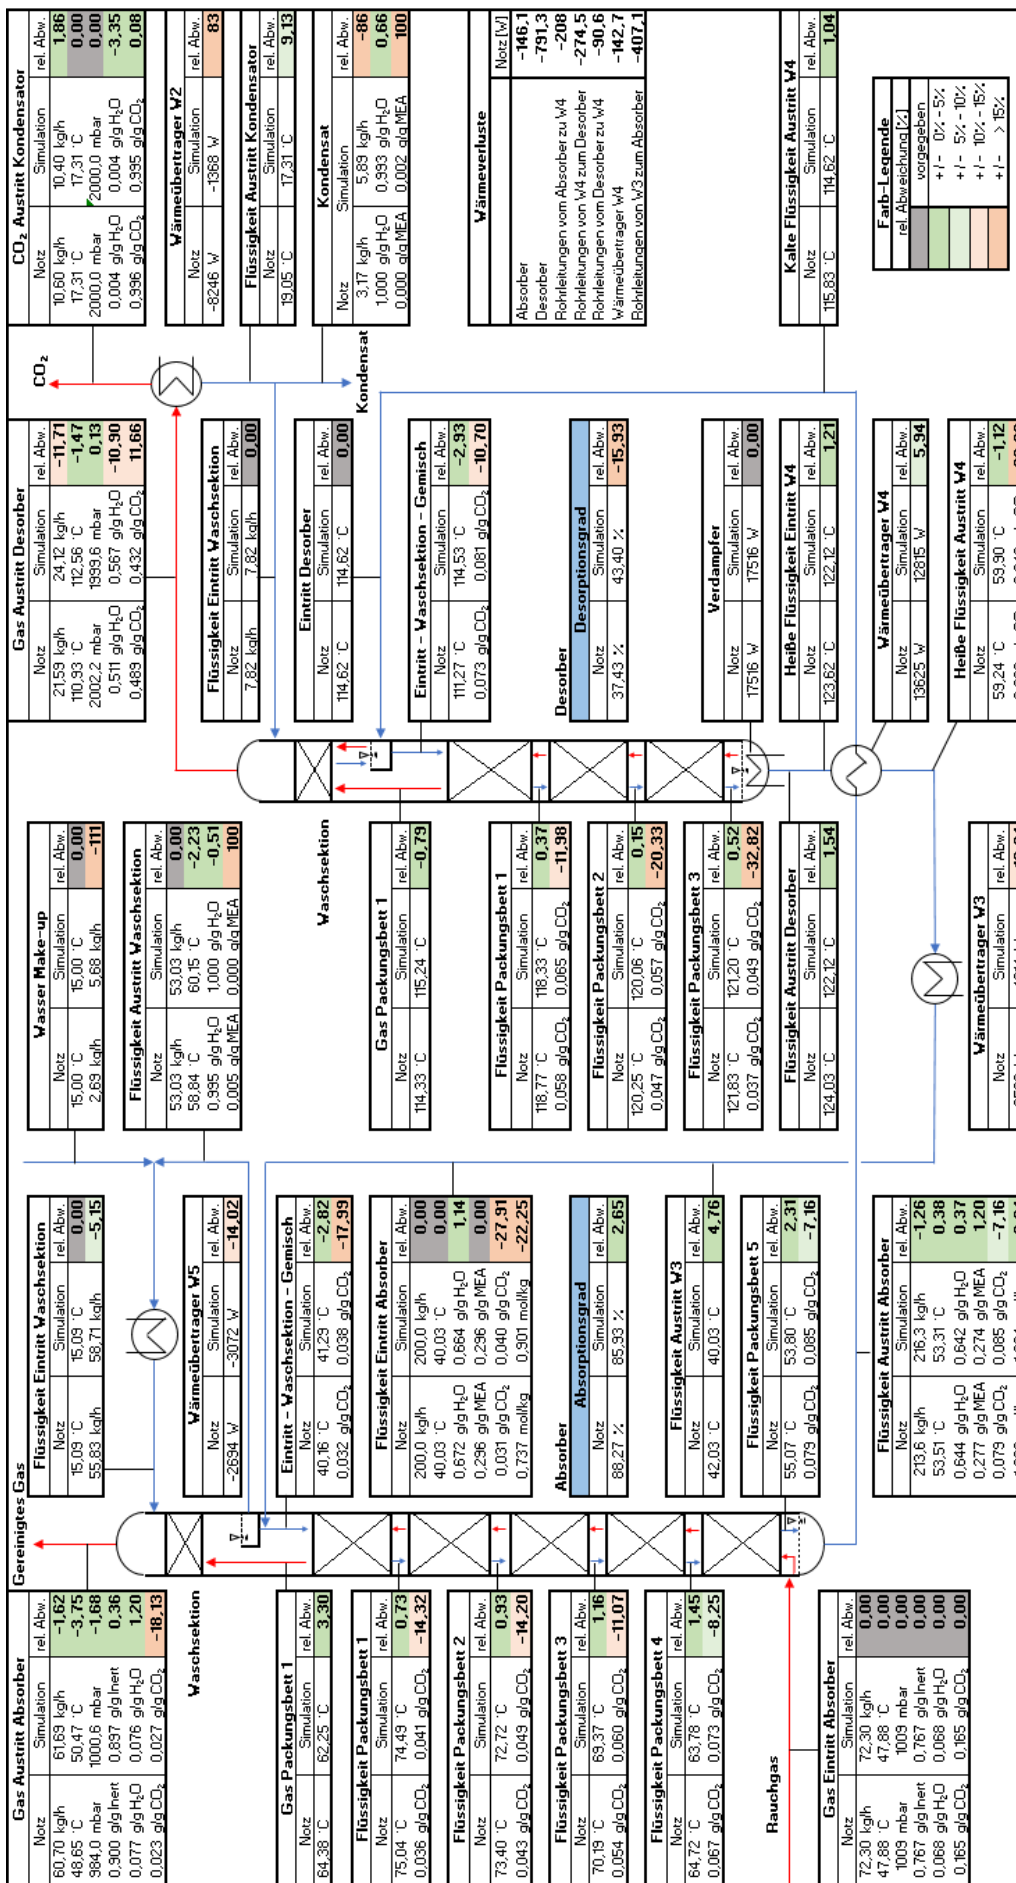 Gereinigtes Gas
Gas Austritt Absorber
Notz Simulation rel. Abw.
60,70 kg/h 61,69 kg/h -1,62
48,65 °C 50,47 °C -3,75
984,0 mbar 1000,6 mbar -1,68
0,900 g/g Inert 0,897 g/g Inert 0,36
0,077 g/g H₂O 0,076 g/g H₂O 1,20
0,023 g/g CO₂ 0,027 g/g CO₂ -18,13
Waschsektion
Gas Packungsbett 1
Notz Simulation rel. Abw.
64,38 °C 62,25 °C 3,30
Flüssigkeit Packungsbett 1
Notz Simulation rel. Abw.
75,04 °C 74,49 °C 0,73
0,036 g/g CO₂ 0,041 g/g CO₂ -14,32
Flüssigkeit Packungsbett 2
Notz Simulation rel. Abw.
73,40 °C 72,72 °C 0,93
0,043 g/g CO₂ 0,049 g/g CO₂ -14,20
Flüssigkeit Packungsbett 3
Notz Simulation rel. Abw.
70,19 °C 69,37 °C 1,16
0,054 g/g CO₂ 0,060 g/g CO₂ -11,07
Flüssigkeit Packungsbett 4
Notz Simulation rel. Abw.
64,72 °C 63,78 °C 1,45
0,067 g/g CO₂ 0,073 g/g CO₂ -8,25
Rauchgas
Gas Eintritt Absorber
Notz Simulation rel. Abw.
72,30 kg/h 72,30 kg/h 0,00
47,88 °C 47,88 °C 0,00
1009 mbar 1009 mbar 0,00
0,767 g/g Inert 0,767 g/g Inert 0,00
0,068 g/g H₂O 0,068 g/g H₂O 0,00
0,165 g/g CO₂ 0,165 g/g CO₂ 0,00
Flüssigkeit Eintritt Waschsektion
Notz Simulation rel. Abw.
15,09 °C 15,09 °C 0,00
55,83 kg/h 58,71 kg/h -5,15
Wärmeübertrager W5
Notz Simulation rel. Abw.
-2694 W -3072 W -14,02
Eintritt - Waschsektion - Gemisch
Notz Simulation rel. Abw.
40,16 °C 41,29 °C -2,82
0,032 g/g CO₂ 0,038 g/g CO₂ -17,99
Flüssigkeit Eintritt Absorber
Notz Simulation rel. Abw.
200,0 kg/h 200,0 kg/h 0,00
40,03 °C 40,03 °C 0,00
0,672 g/g H₂O 0,664 g/g H₂O 1,14
0,296 g/g MEA 0,296 g/g MEA 0,00
0,031 g/g CO₂ 0,040 g/g CO₂ -27,91
0,737 mol/kg 0,901 mol/kg -22,25
Absorber
Absorptionsgrad
Notz Simulation rel. Abw.
88,27 % 85,93 % 2,65
Flüssigkeit Austritt W3
Notz Simulation rel. Abw.
42,03 °C 40,03 °C 4,76
Flüssigkeit Packungsbett 5
Notz Simulation rel. Abw.
55,07 °C 53,80 °C 2,31
0,079 g/g CO₂ 0,085 g/g CO₂ -7,16
Flüssigkeit Austritt Absorber
Notz Simulation rel. Abw.
213,6 kg/h 216,3 kg/h -1,26
53,51 °C 53,31 °C 0,38
0,644 g/g H₂O 0,642 g/g H₂O 0,37
0,277 g/g MEA 0,274 g/g MEA 1,20
0,079 g/g CO₂ 0,085 g/g CO₂ -7,16
Wasser Make-up
Notz Simulation rel. Abw.
15,00 °C 15,00 °C 0,00
2,69 kg/h 5,68 kg/h -111
Flüssigkeit Austritt Waschsektion
Notz Simulation rel. Abw.
53,03 kg/h 53,03 kg/h 0,00
58,84 °C 60,15 °C -2,23
0,995 g/g H₂O 1,000 g/g H₂O -0,51
0,005 g/g MEA 0,000 g/g MEA 100
Waschsektion
Gas Packungsbett 1
Notz Simulation rel. Abw.
114,33 °C 115,24 °C -0,79
Flüssigkeit Packungsbett 1
Notz Simulation rel. Abw.
118,77 °C 118,33 °C 0,37
0,058 g/g CO₂ 0,065 g/g CO₂ -11,98
Flüssigkeit Packungsbett 2
Notz Simulation rel. Abw.
120,25 °C 120,06 °C 0,15
0,047 g/g CO₂ 0,057 g/g CO₂ -20,33
Flüssigkeit Packungsbett 3
Notz Simulation rel. Abw.
121,83 °C 121,20 °C 0,52
0,037 g/g CO₂ 0,049 g/g CO₂ -32,82
Flüssigkeit Austritt Desorber
Notz Simulation rel. Abw.
124,03 °C 122,12 °C 1,54
Wärmeübertrager W3
Notz Simulation rel. Abw.
Gas Austritt Desorber
Notz Simulation rel. Abw.
21,59 kg/h 24,12 kg/h -11,71
110,93 °C 112,56 °C -1,47
2002,2 mbar 1999,6 mbar 0,13
0,511 g/g H₂O 0,567 g/g H₂O -10,90
0,489 g/g CO₂ 0,432 g/g CO₂ 11,66
Flüssigkeit Eintritt Waschsektion
Notz Simulation rel. Abw.
7,82 kg/h 7,82 kg/h 0,00
Eintritt Desorber
Notz Simulation rel. Abw.
114,62 °C 114,62 °C 0,00
Eintritt - Waschsektion - Gemisch
Notz Simulation rel. Abw.
111,27 °C 114,53 °C -2,93
0,073 g/g CO₂ 0,081 g/g CO₂ -10,70
Desorber
Desorptionsgrad
Notz Simulation rel. Abw.
37,43 % 43,40 % -15,93
Verdampfer
Notz Simulation rel. Abw.
17516 W 17516 W 0,00
Heiße Flüssigkeit Eintritt W4
Notz Simulation rel. Abw.
123,62 °C 122,12 °C 1,21
Wärmeübertrager W4
Notz Simulation rel. Abw.
13625 W 12815 W 5,94
Heiße Flüssigkeit Austritt W4
Notz Simulation rel. Abw.
59,24 °C 59,90 °C -1,12
CO₂
CO₂ Austritt Kondensator
Notz Simulation rel. Abw.
10,60 kg/h 10,40 kg/h 1,86
17,31 °C 17,31 °C 0,00
2000,0 mbar 2000,0 mbar 0,00
0,004 g/g H₂O 0,004 g/g H₂O -3,35
0,996 g/g CO₂ 0,995 g/g CO₂ 0,08
Wärmeübertrager W2
Notz Simulation rel. Abw.
-8246 W -1368 W 83
Flüssigkeit Austritt Kondensator
Notz Simulation rel. Abw.
19,05 °C 17,31 °C 9,13
Kondensat
Kondensat
Notz Simulation rel. Abw.
3,17 kg/h 5,89 kg/h -86
1,000 g/g H₂O 0,993 g/g H₂O 0,66
0,000 g/g MEA 0,002 g/g MEA 100
Wärmeverluste
Notz [W]
Absorber -146,1
Desorber -791,3
Rohrleitungen vom Absorber zu W4 -208
Rohrleitungen von W4 zum Desorber -274,5
Rohrleitungen vom Desorber zu W4 -90,6
Wärmeübertrager W4 -142,7
Rohrleitungen von W3 zum Absorber -407,1
Kalte Flüssigkeit Austritt W4
Notz Simulation rel. Abw.
115,83 °C 114,62 °C 1,04
Farb-Legende
rel. Abweichung [%]
vorgegeben
+/- 0% - 5%
+/- 5% - 10%
+/- 10% - 15%
+/- > 15%